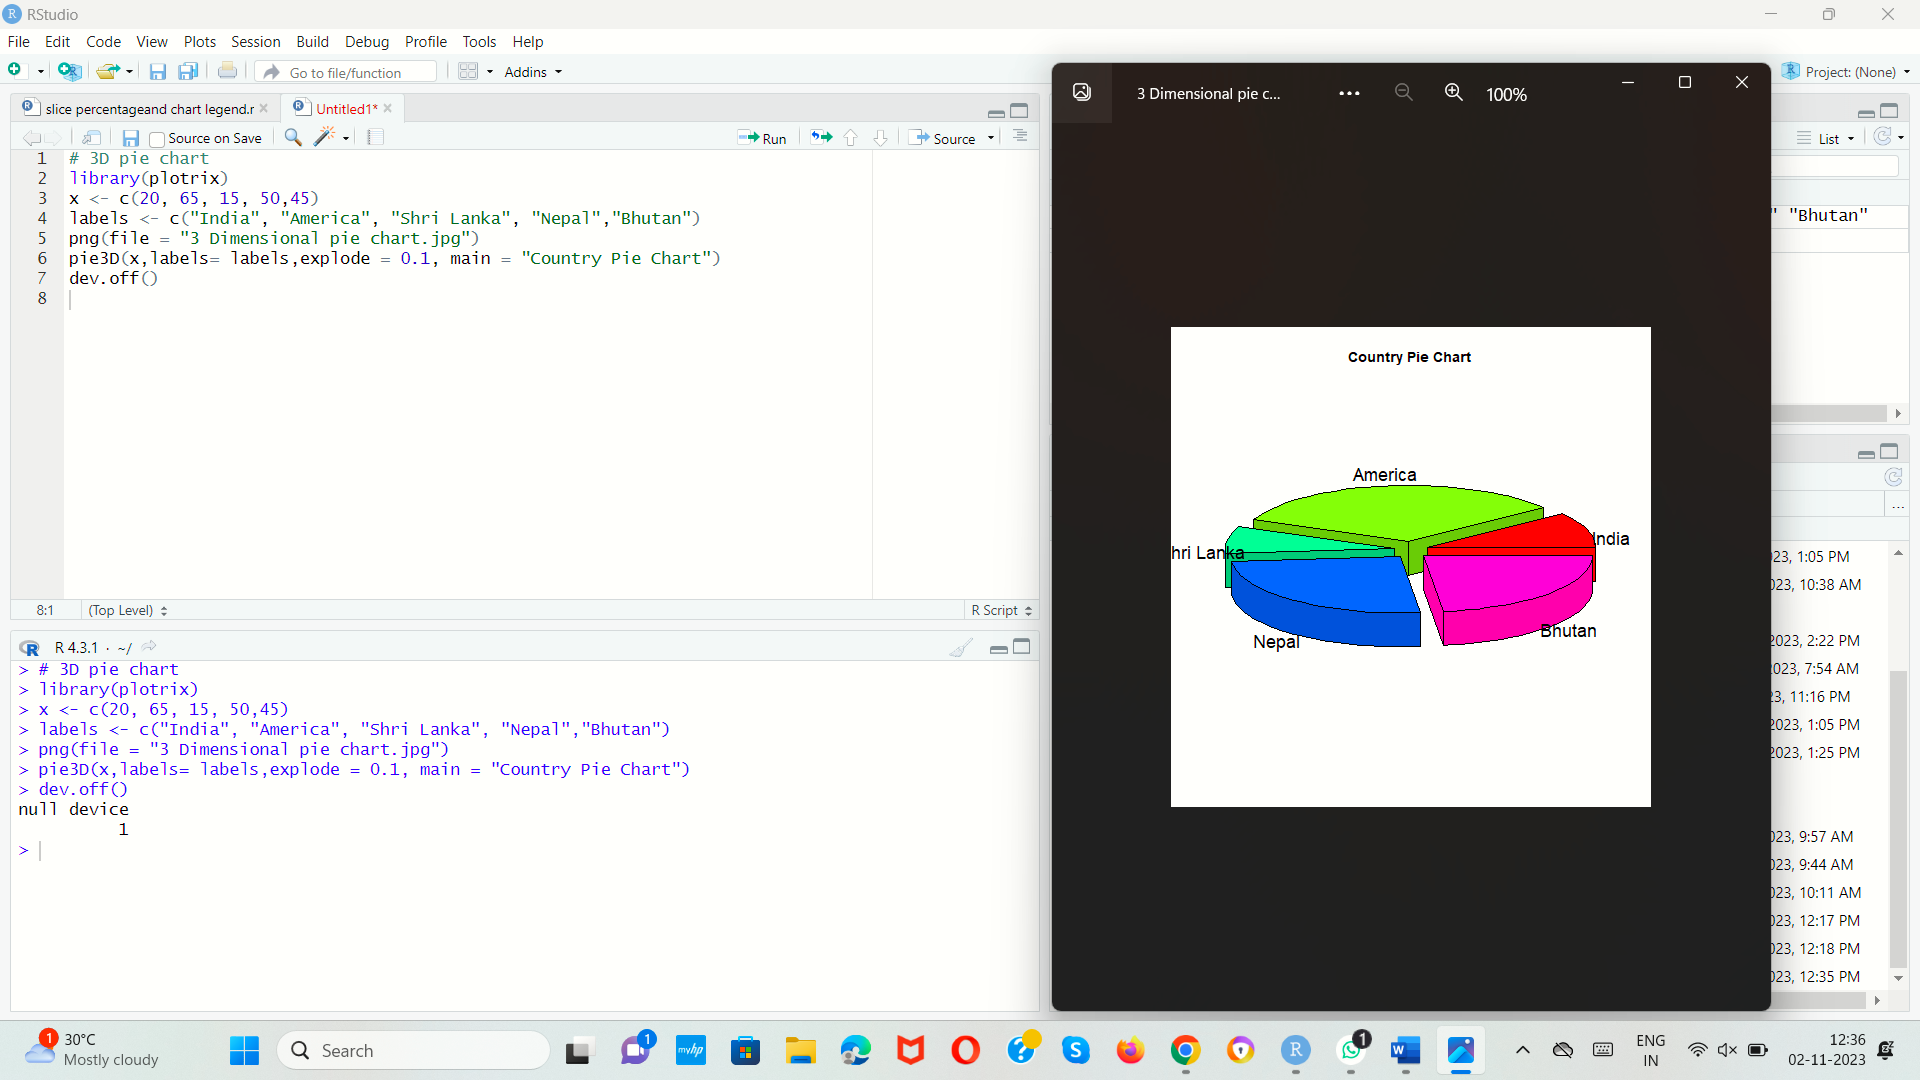 RStudio
File Edit Code View Plots Session Build Debug Profile Tools Help
Go to file/function
Addins
Project: (None)
slice percentageand chart legend.r
Untitled1*
Source on Save
Run
Source
List
1 # 3D pie chart
2 library(plotrix)
3 x <- c(20, 65, 15, 50,45)
4 labels <- c("India", "America", "Shri Lanka", "Nepal","Bhutan")
5 png(file = "3 Dimensional pie chart.jpg")
6 pie3D(x,labels= labels,explode = 0.1, main = "Country Pie Chart")
7 dev.off()
8
8:1 (Top Level) R Script
R 4.3.1 · ~/
> # 3D pie chart
> library(plotrix)
> x <- c(20, 65, 15, 50,45)
> labels <- c("India", "America", "Shri Lanka", "Nepal","Bhutan")
> png(file = "3 Dimensional pie chart.jpg")
> pie3D(x,labels= labels,explode = 0.1, main = "Country Pie Chart")
> dev.off()
null device
1
>
3 Dimensional pie c...
100%
Country Pie Chart
America
India
hri Lanka
Nepal
Bhutan
" "Bhutan"
...
23, 1:05 PM
023, 10:38 AM
2023, 2:22 PM
023, 7:54 AM
23, 11:16 PM
2023, 1:05 PM
2023, 1:25 PM
023, 9:57 AM
023, 9:44 AM
023, 10:11 AM
023, 12:17 PM
023, 12:18 PM
023, 12:35 PM
1
30°C
Mostly cloudy
Search
1
myhp
1
ENG
IN
12:36
02-11-2023